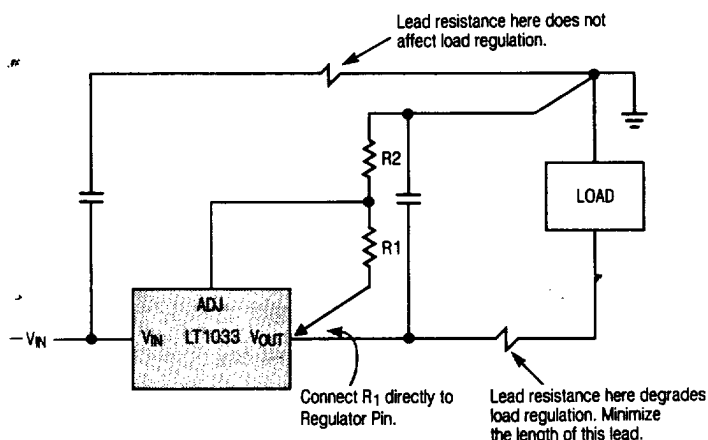 Lead resistance here does not
affect load regulation.
R2
LOAD
R1
ADJ
−VIN
VIN LT1033 VOUT
Connect R1 directly to
Regulator Pin.
Lead resistance here degrades
load regulation. Minimize
the length of this lead.